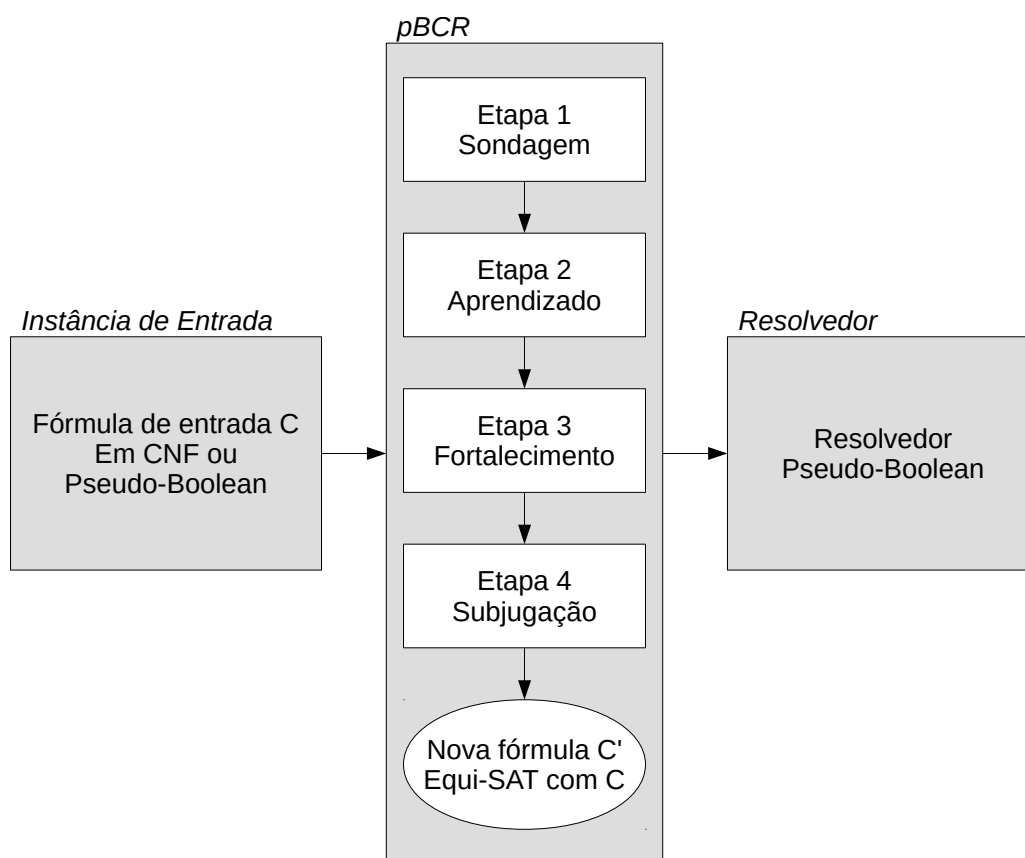 pBCR
Etapa 1
Sondagem
Etapa 2
Aprendizado
Instância de Entrada
Resolvedor
Fórmula de entrada C
Em CNF ou
Pseudo-Boolean
Etapa 3
Fortalecimento
Resolvedor
Pseudo-Boolean
Etapa 4
Subjugação
Nova fórmula C'
Equi-SAT com C